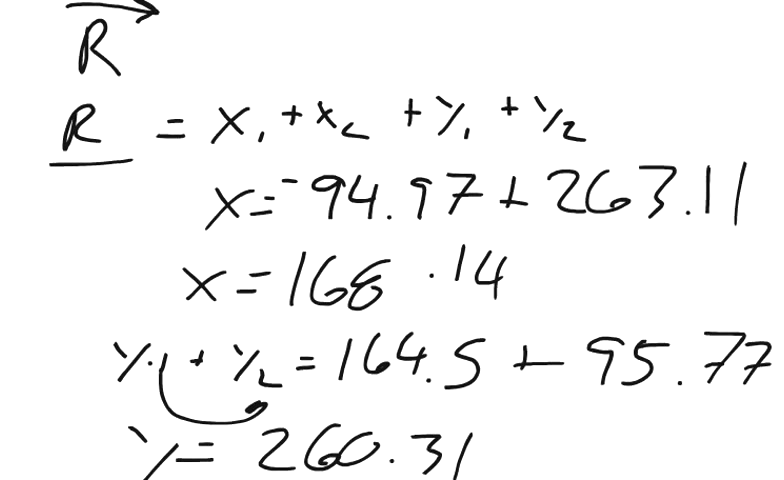 R
R = x₁ + x₂ + y₁ + y₂
x = -94.97 + 263.11
x = 168.14
y₁ + y₂ = 164.5 + 95.77
y = 260.31